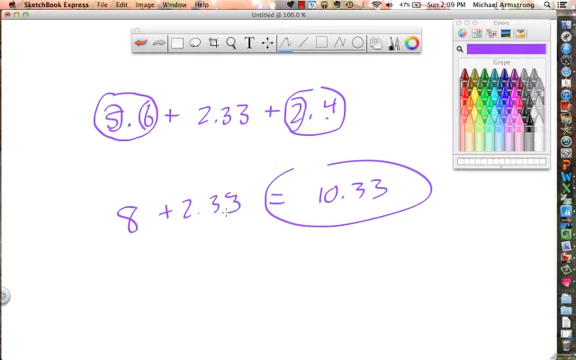 SketchBook Express File Edit Image Window Help 47% Sun 2:09 PM Michael Armstrong
Untitled @ 100.0 %
Colors
Grape
5.6 + 2.33 + 2.4
8 + 2.33 = 10.33